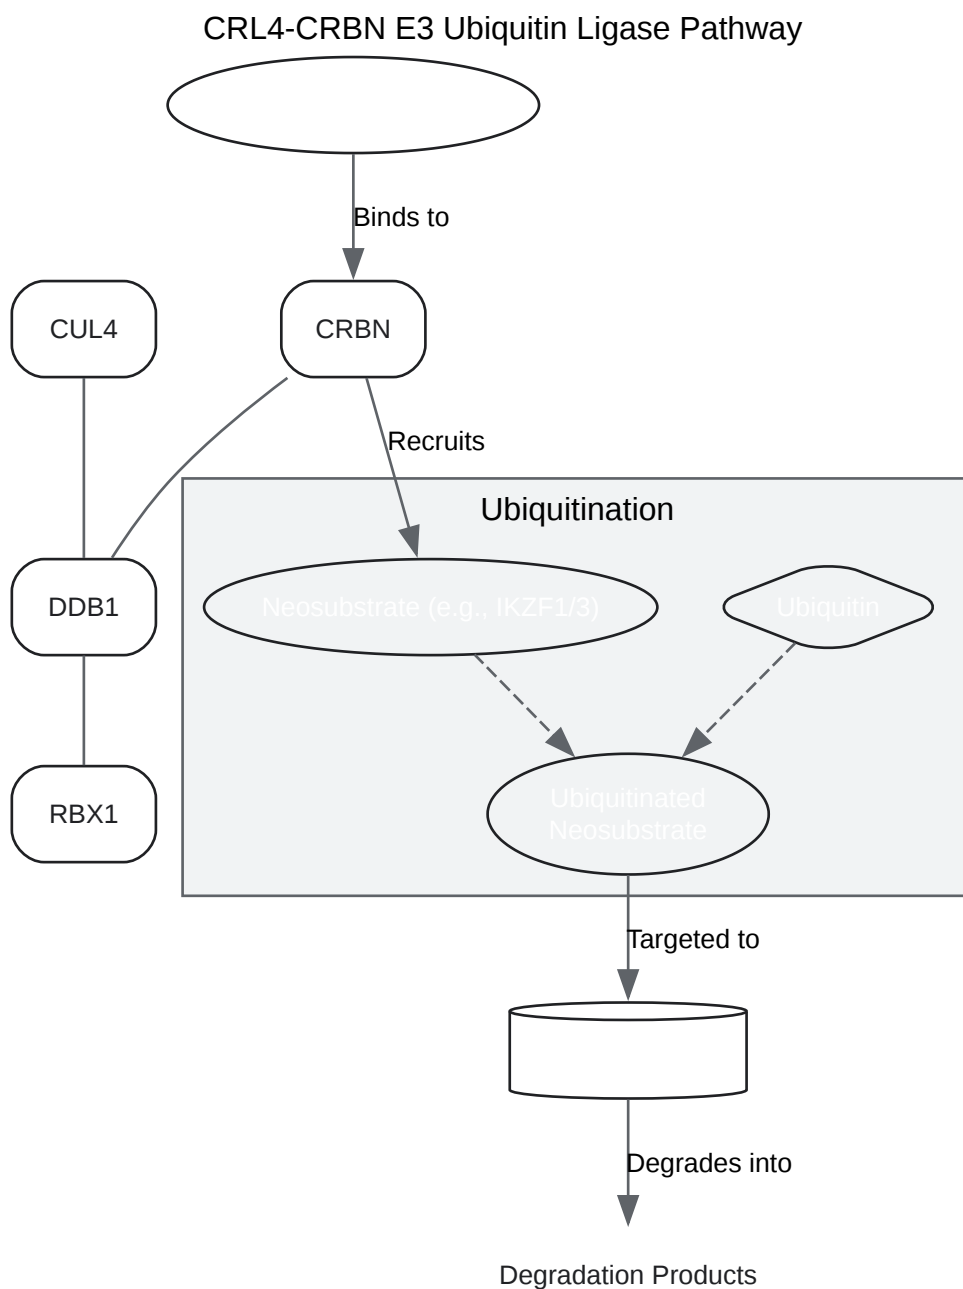 CRL4-CRBN E3 Ubiquitin Ligase Pathway
Binds to
CUL4
CRBN
Recruits
Ubiquitination
DDB1
Neosubstrate (e.g., IKZF1/3)
Ubiquitin
RBX1
Ubiquitinated
Neosubstrate
Targeted to
Degrades into
Degradation Products